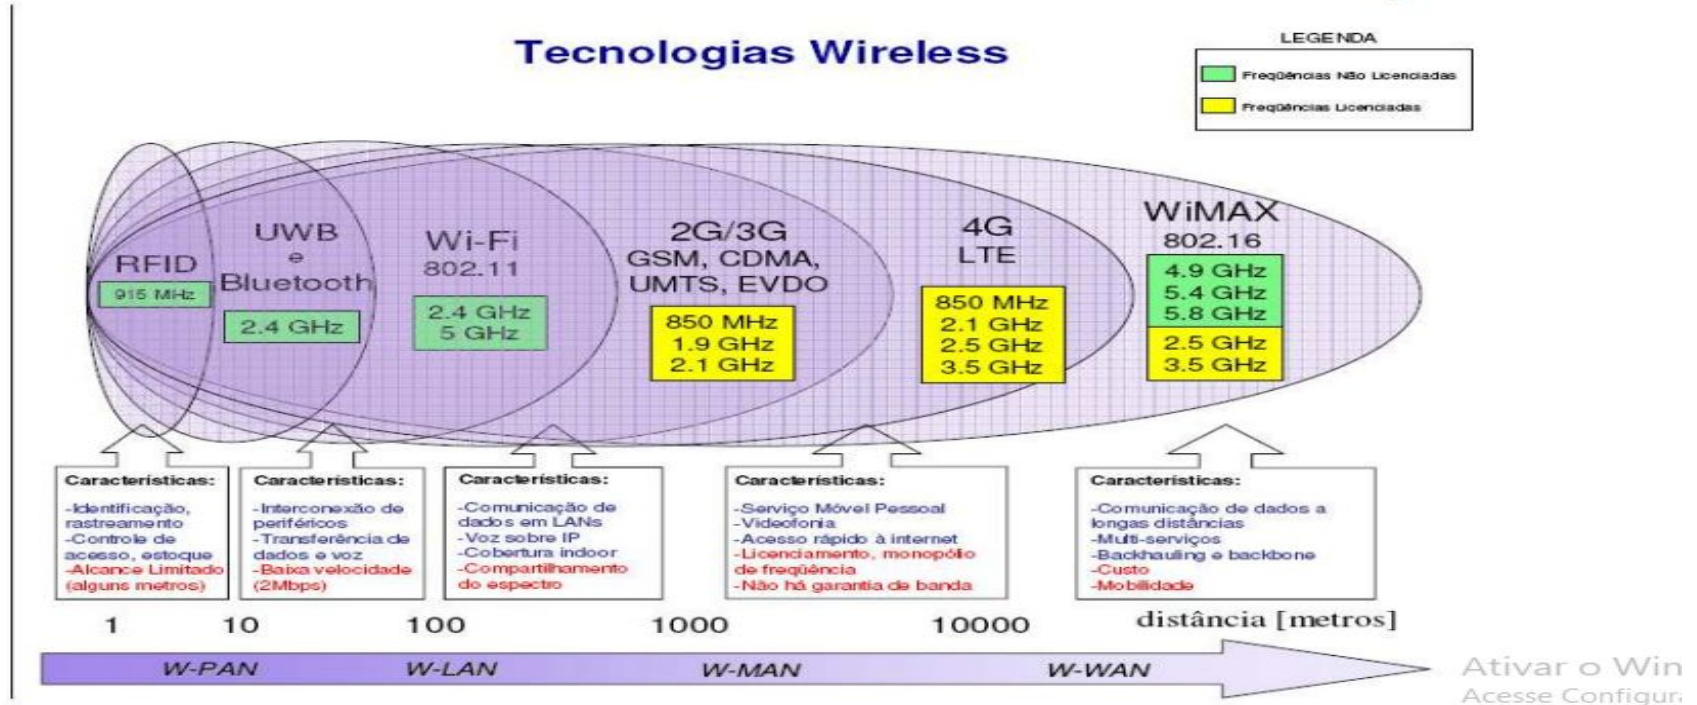 Tecnologias Wireless
LEGENDA
Freqüências Não Licenciadas
Freqüências Licenciadas
RFID
915 MHz
UWB
e
Bluetooth
2.4 GHz
Wi-Fi
802.11
2.4 GHz
5 GHz
2G/3G
GSM, CDMA,
UMTS, EVDO
850 MHz
1.9 GHz
2.1 GHz
4G
LTE
850 MHz
2.1 GHz
2.5 GHz
3.5 GHz
WiMAX
802.16
4.9 GHz
5.4 GHz
5.8 GHz
2.5 GHz
3.5 GHz
Características:
-Identificação,
rastreamento
-Controle de
acesso, estoque
-Alcance Limitado
(alguns metros)
Características:
-Interconexão de
periféricos
-Transferência de
dados e voz
-Baixa velocidade
(2Mbps)
Características:
-Comunicação de
dados em LANs
-Voz sobre IP
-Cobertura indoor
-Compartilhamento
do espectro
Características:
-Serviço Móvel Pessoal
-Videofonia
-Acesso rápido à internet
-Licenciamento, monopólio
de freqüência
-Não há garantia de banda
Características:
-Comunicação de dados a
longas distâncias
-Multi-serviços
-Backhauling e backbone
-Custo
-Mobilidade
1 10 100 1000 10000 distância [metros]
W-PAN W-LAN W-MAN W-WAN
Ativar o Win
Acesse Configura